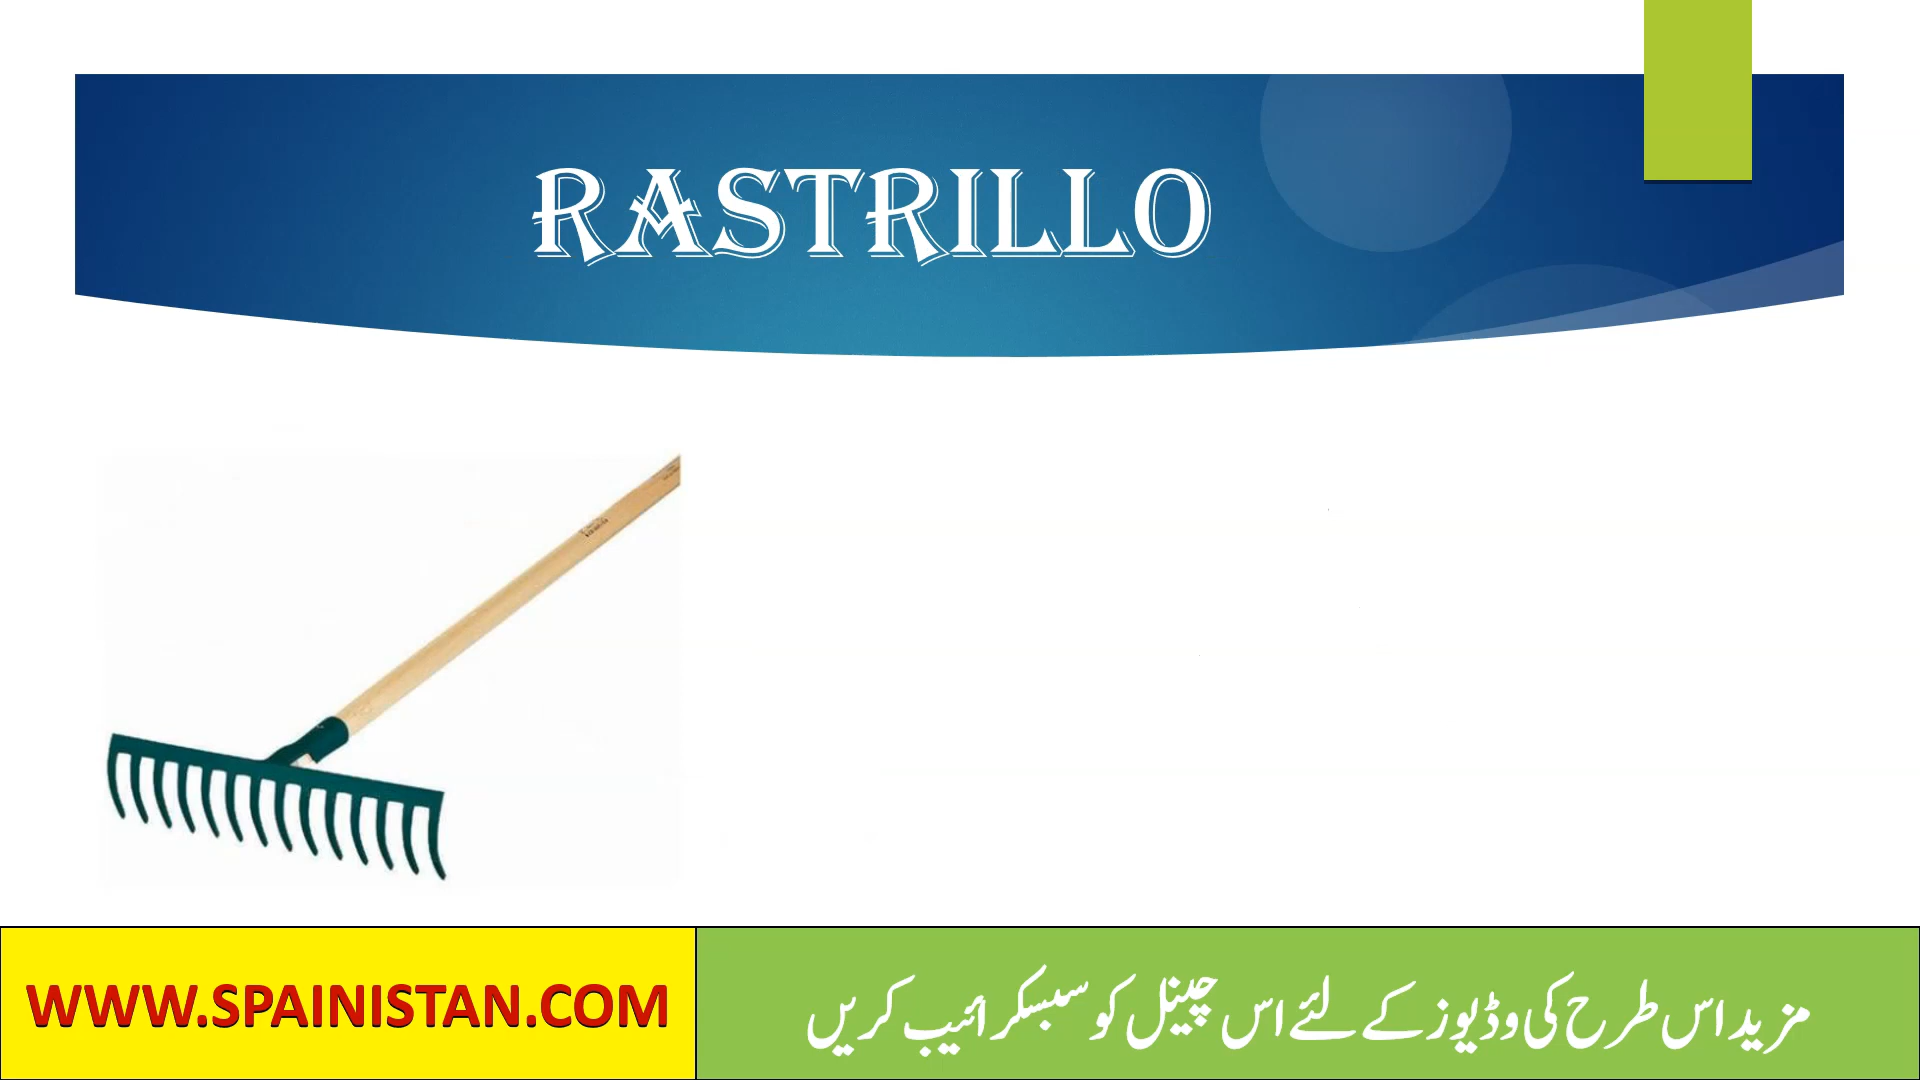 RASTRILLO
WWW.SPAINISTAN.COM
مزید اس طرح کی وڈیوز کے لئے اس چینل کو سبسکرائیب کریں